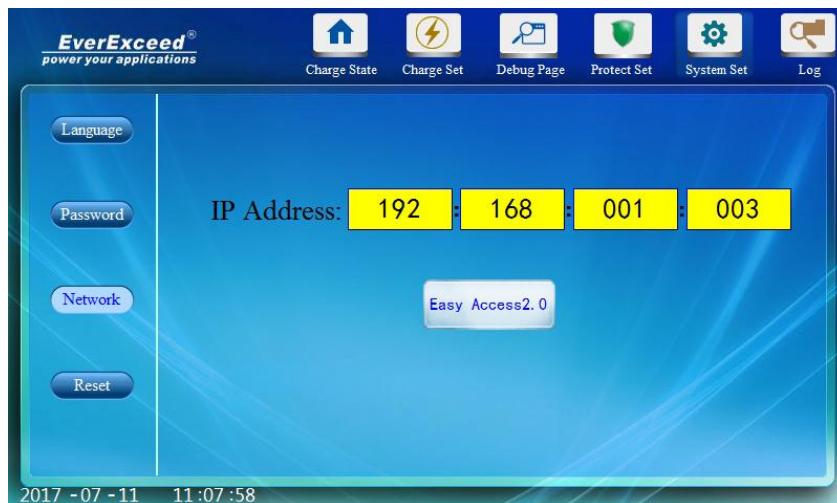 EverExceed®
power your applications
Charge State
Charge Set
Debug Page
Protect Set
System Set
Log
Language
Password
IP Address: 192 : 168 : 001 : 003
Network
Easy Access2.0
Reset
2017 -07 -11 11:07:58